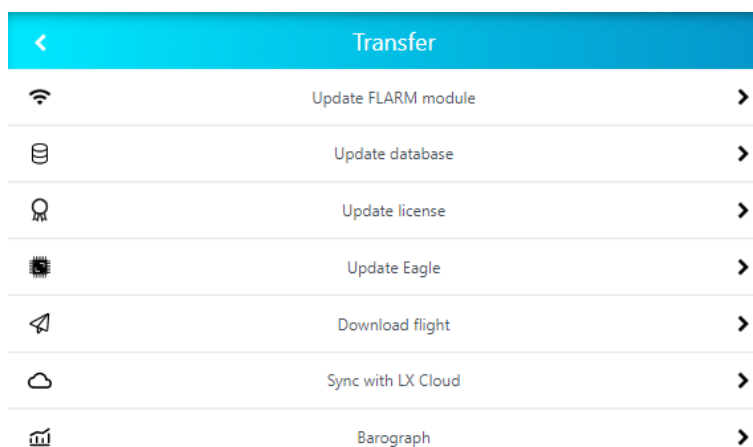 Transfer
Update FLARM module
Update database
Update license
Update Eagle
Download flight
Sync with LX Cloud
Barograph